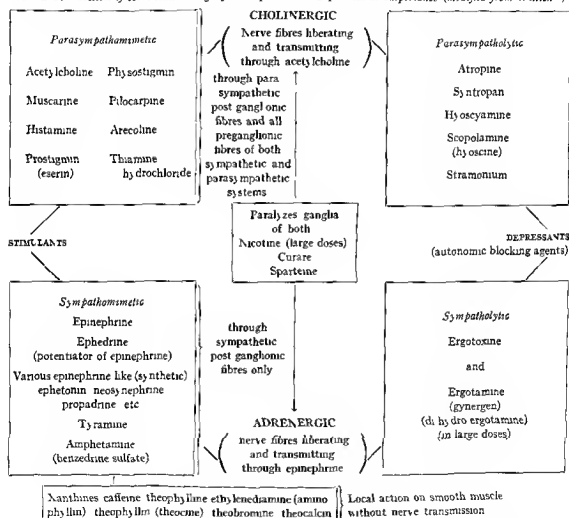 CHOLINERGIC
Nerve fibres liberating
and transmitting
through acetylcholine
Parasympathomimetic
Acetylcholine Physostigmin
Muscarine Pilocarpine
Histamine Arecoline
Prostigmin Thiamine
(eserin) hydrochloride
through para
sympathetic
post ganglionic
fibres and all
preganglionic
fibres of both
sympathetic and
parasympathetic
systems
Parasympatholytic
Atropine
Syntropan
Hyoscyamine
Scopolamine
(hyoscine)
Stramonium
STIMULANTS
Paralyzes ganglia
of both
Nicotine (large doses)
Curare
Sparteine
DEPRESSANTS
(autonomic blocking agents)
Sympathomimetic
Epinephrine
Ephedrine
(potentiator of epinephrine)
Various epinephrine like (synthetic)
ephetonin neosynephrine
propadrine etc
Tyramine
Amphetamine
(benzedrine sulfate)
through
sympathetic
post ganglionic
fibres only
ADRENERGIC
nerve fibres liberating
and transmitting
through epinephrine
Sympatholytic
Ergotoxine
and
Ergotamine
(gynergen)
(di hydro ergotamine)
(in large doses)
Xanthines caffeine theophylline ethylenediamine (amino
phyllin) theophyllin (theocine) theobromine theocalcin
Local action on smooth muscle
without nerve transmission